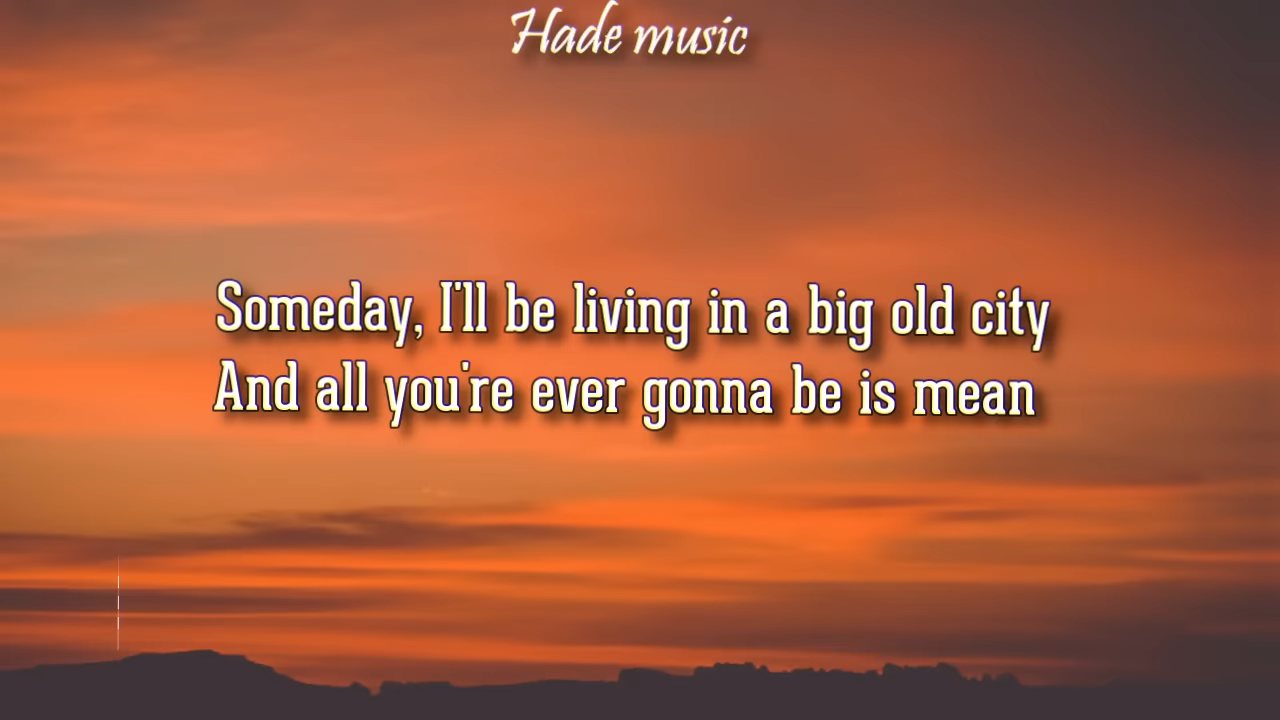 Hade music
Someday, I'll be living in a big old city
And all you're ever gonna be is mean